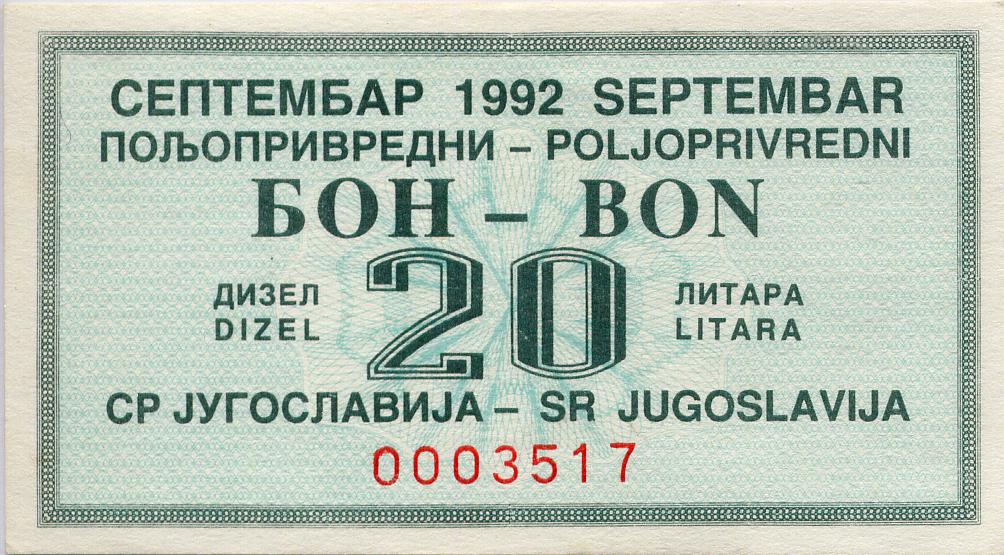 СЕПТЕМБАР 1992 SEPTEMBAR
ПОЉОПРИВРЕДНИ – POLJOPRIVREDNI
БОН – BON
20
ДИЗЕЛ ЛИТАРА
DIZEL LITARA
СР ЈУГОСЛАВИЈА – SR JUGOSLAVIJA
0003517